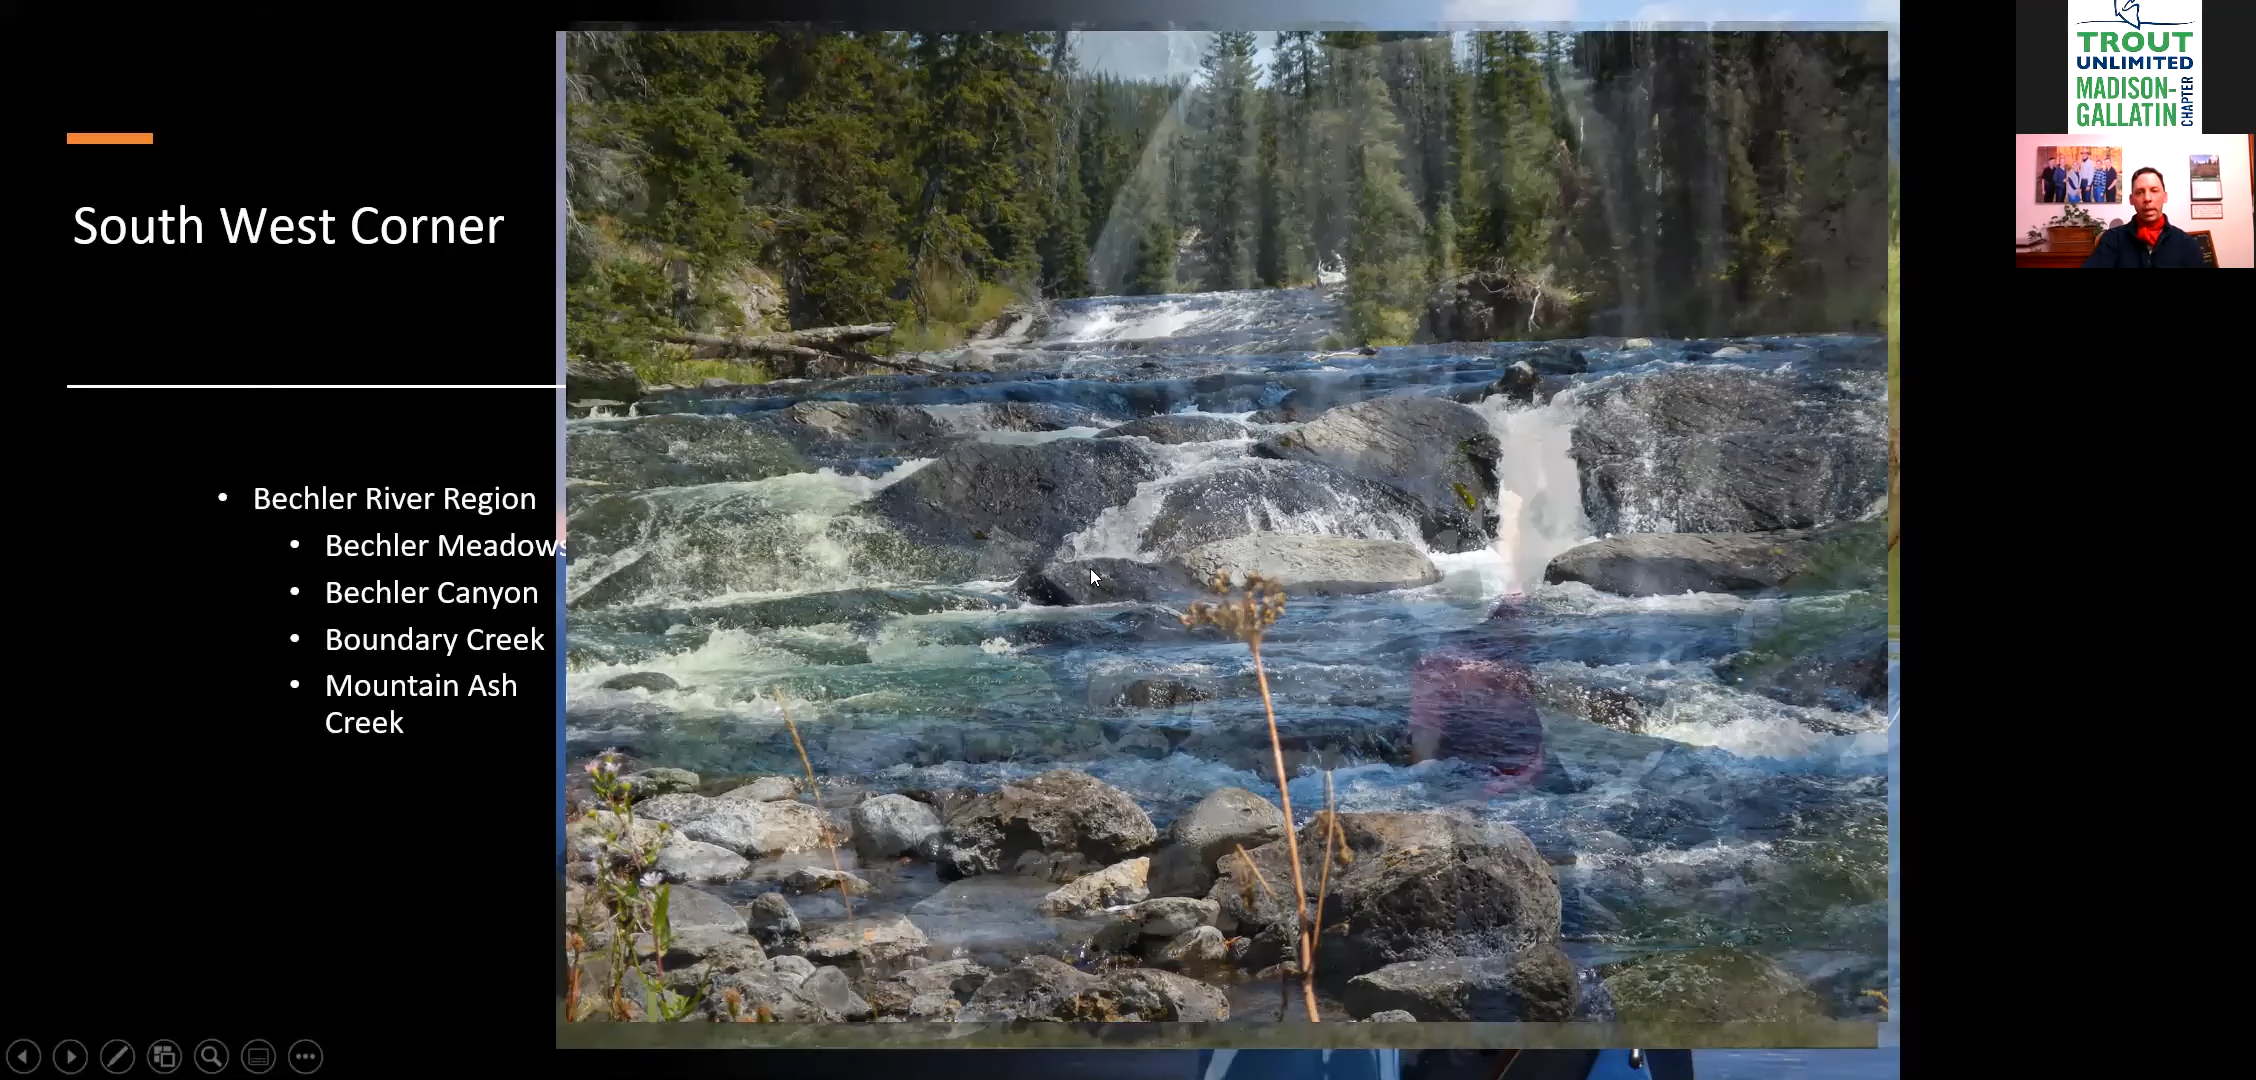 South West Corner
• Bechler River Region
• Bechler Meadows
• Bechler Canyon
• Boundary Creek
• Mountain Ash
Creek
TROUT
UNLIMITED
MADISON-
GALLATIN
CHAPTER